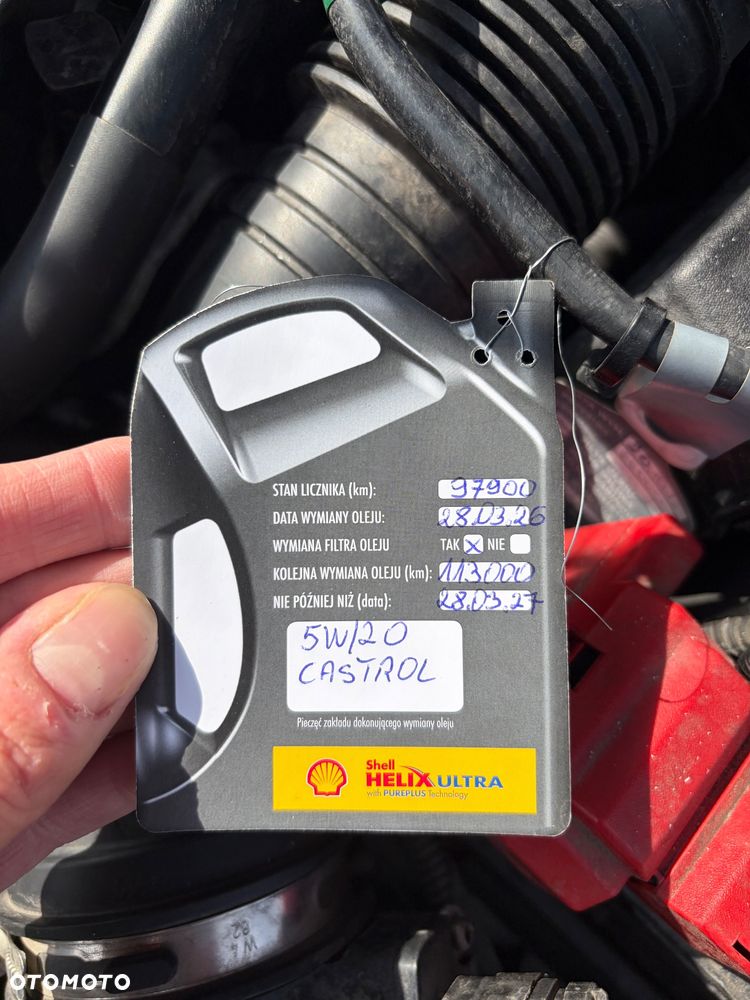 STAN LICZNIKA (km): 97900
DATA WYMIANY OLEJU: 28.03.26
WYMIANA FILTRA OLEJU TAK x NIE
KOLEJNA WYMIANA OLEJU (km): 113000
NIE PÓŹNIEJ NIŻ (data): 28.03.27
5W/20
CASTROL
Pieczęć zakładu dokonującego wymiany oleju
Shell
HELIX ULTRA
with PUREPLUS Technology
OTOMOTO